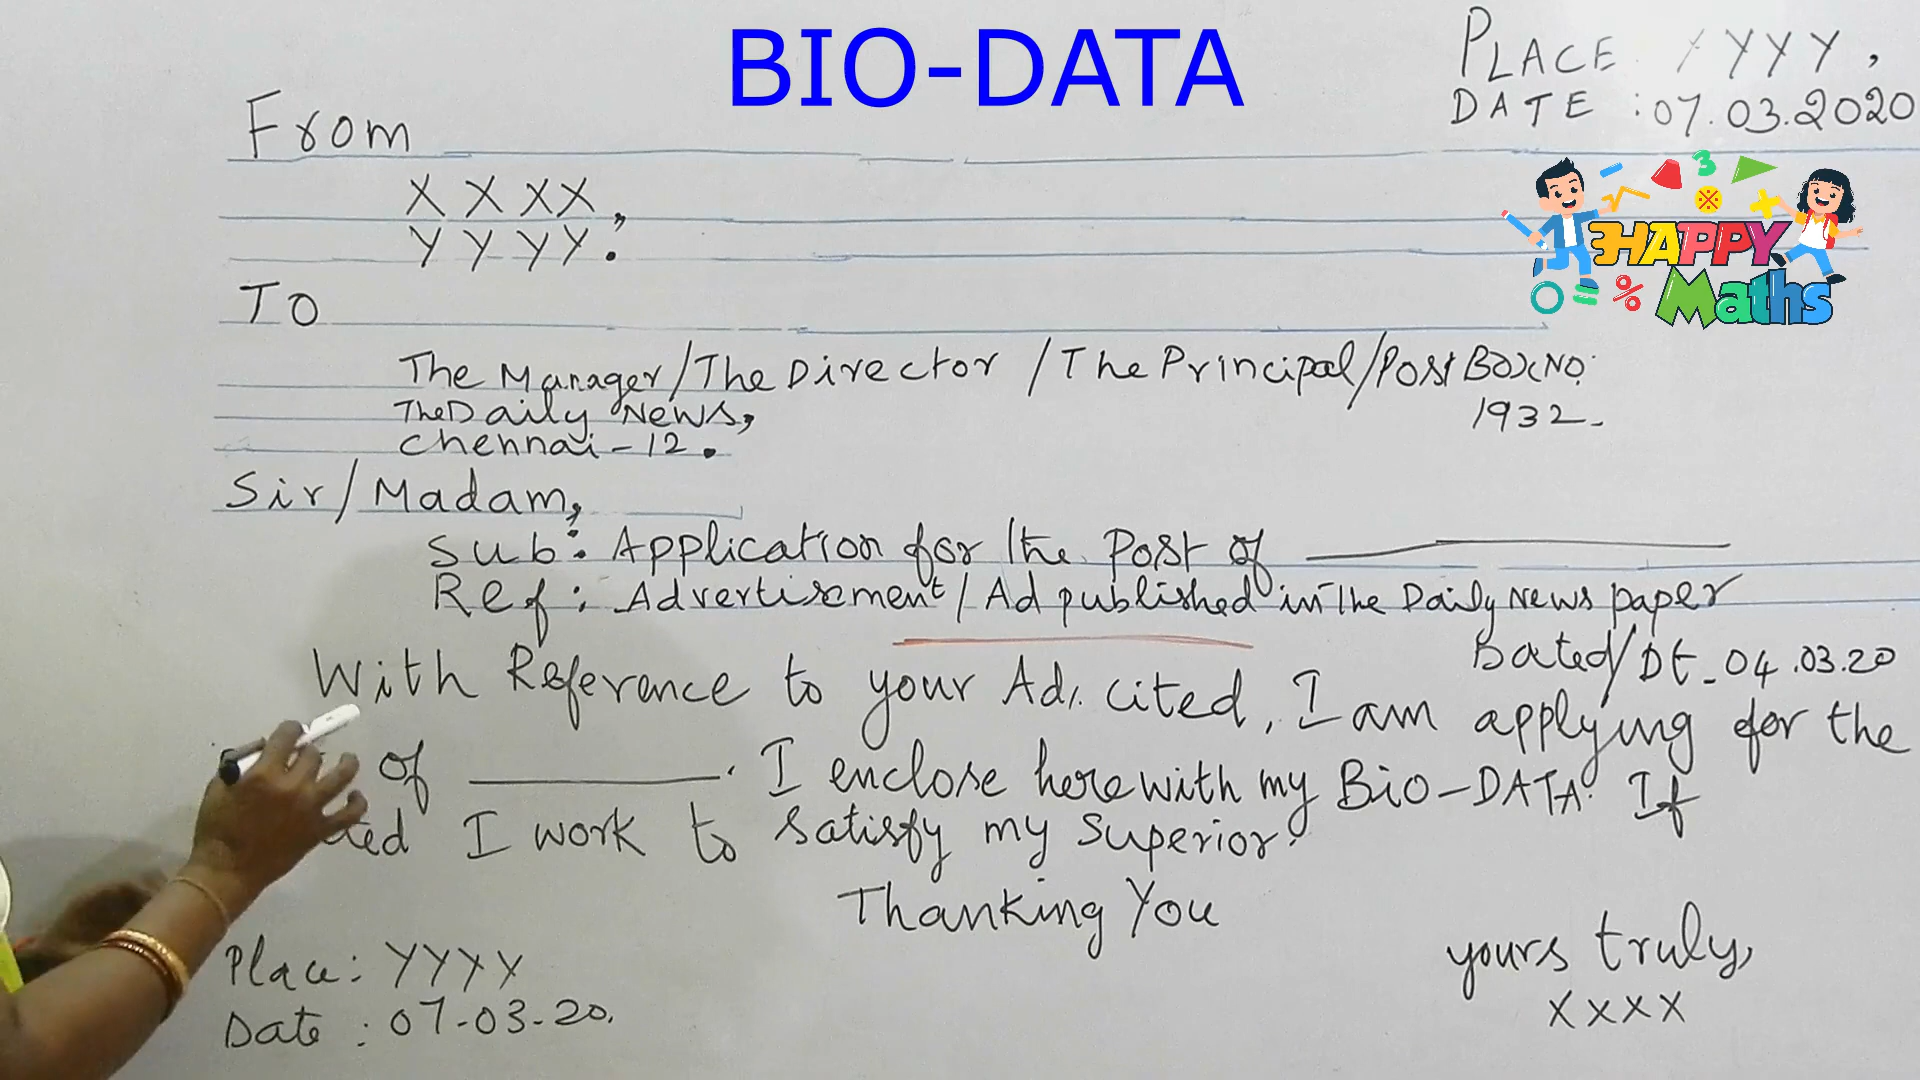 BIO-DATA
PLACE: YYYY,
DATE : 07.03.2020
From
XXXX,
YYYY.
HAPPY
Maths
To
The Manager/The Director/The Principal/Post Box No.
1932.
The Daily News,
Chennai-12.
Sir/Madam,
Sub: Application for the Post of
Ref: Advertisement/Ad published in the Daily News paper
Dated/Dt_04.03.20
With Reference to your Ad. cited, I am applying for the
of ________. I enclose here with my Bio-DATA. If
I work to satisfy my Superior.
Thanking You
Place: YYYY
Date : 07-03-20.
yours truly,
XXXX